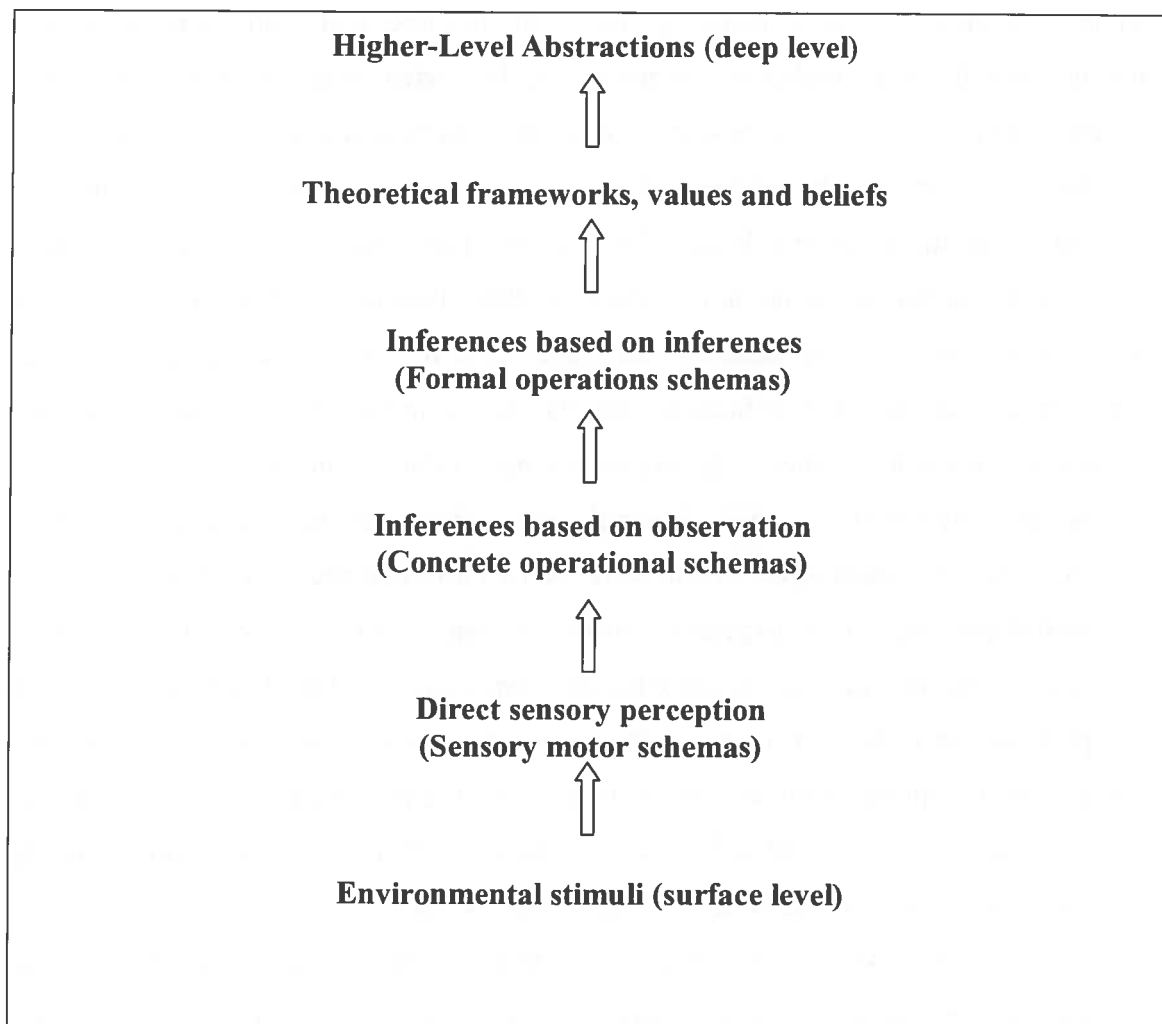 Higher-Level Abstractions (deep level)
Theoretical frameworks, values and beliefs
Inferences based on inferences
(Formal operations schemas)
Inferences based on observation
(Concrete operational schemas)
Direct sensory perception
(Sensory motor schemas)
Environmental stimuli (surface level)